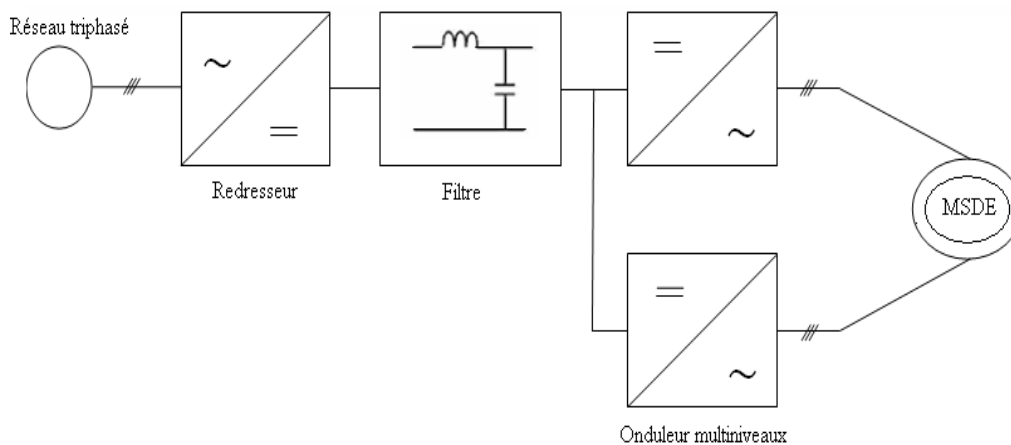 Réseau triphasé
Redresseur
Filtre
MSDE
Onduleur multiniveaux